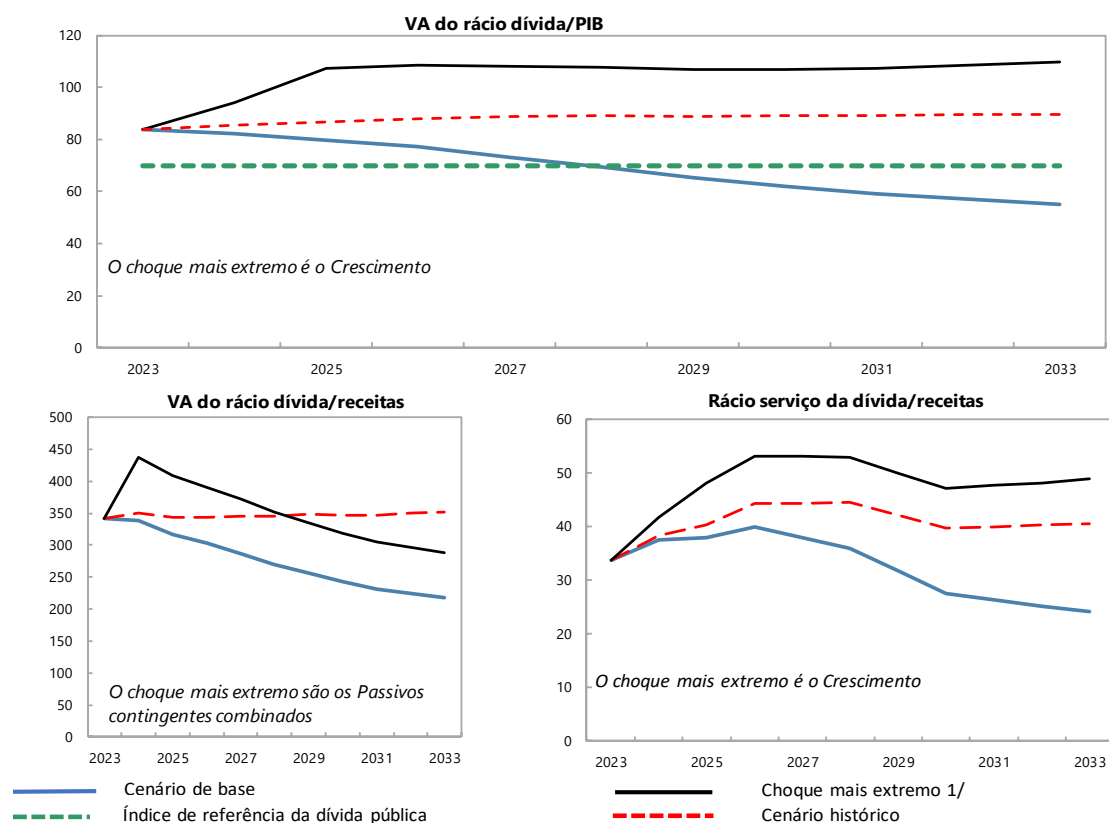 VA do rácio dívida/PIB
120
100
80
60
40
20
0
O choque mais extremo é o Crescimento
2023 2025 2027 2029 2031 2033
VA do rácio dívida/receitas
500
450
400
350
300
250
200
150
100
50
0
O choque mais extremo são os Passivos
contingentes combinados
2023 2025 2027 2029 2031 2033
Rácio serviço da dívida/receitas
60
50
40
30
20
10
0
O choque mais extremo é o Crescimento
2023 2025 2027 2029 2031 2033
Cenário de base
Índice de referência da dívida pública
Choque mais extremo 1/
Cenário histórico